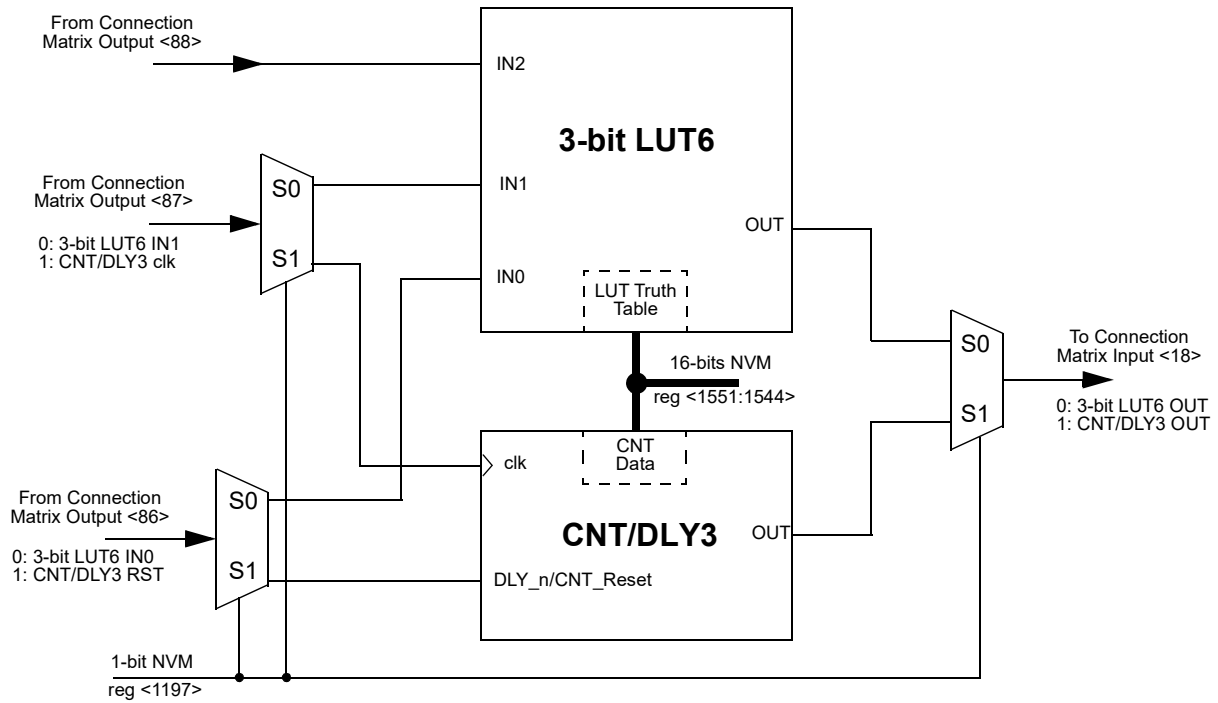 From Connection
Matrix Output <88>
IN2
3-bit LUT6
From Connection
Matrix Output <87>
S0
IN1
0: 3-bit LUT6 IN1
1: CNT/DLY3 clk
S1
OUT
IN0
LUT Truth
Table
16-bits NVM
reg <1551:1544>
S0
To Connection
Matrix Input <18>
S1
0: 3-bit LUT6 OUT
1: CNT/DLY3 OUT
CNT
Data
clk
From Connection
Matrix Output <86>
S0
CNT/DLY3
OUT
0: 3-bit LUT6 IN0
1: CNT/DLY3 RST
S1
DLY_n/CNT_Reset
1-bit NVM
reg <1197>